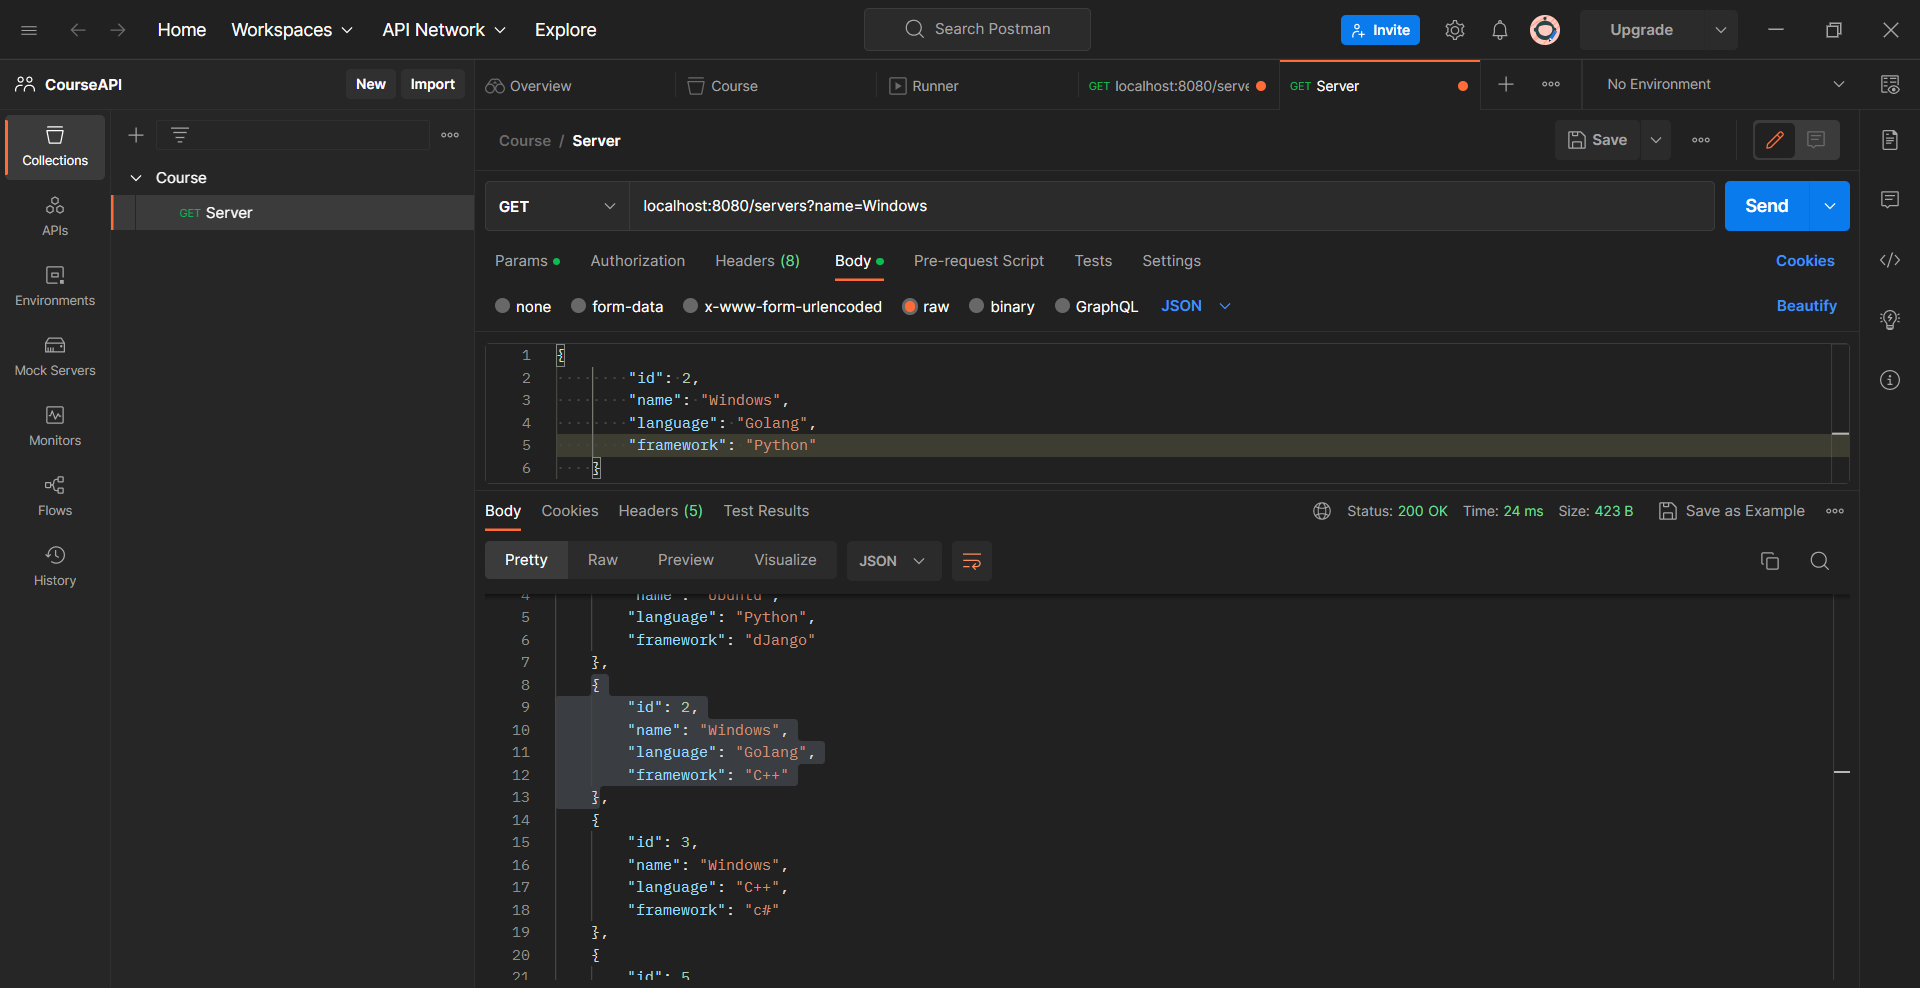 Home Workspaces API Network Explore Search Postman Invite Upgrade
CourseAPI New Import
Overview Course Runner GET localhost:8080/serve GET Server No Environment
Collections
APIs
Environments
Mock Servers
Monitors
Flows
History
Course
GET Server
Course / Server Save
GET localhost:8080/servers?name=Windows Send
Params Authorization Headers (8) Body Pre-request Script Tests Settings Cookies
none form-data x-www-form-urlencoded raw binary GraphQL JSON Beautify
1 {
2 "id": 2,
3 "name": "Windows",
4 "language": "Golang",
5 "framework": "Python"
6 }
Body Cookies Headers (5) Test Results Status: 200 OK Time: 24 ms Size: 423 B Save as Example
Pretty Raw Preview Visualize JSON
4 "name": "Ubuntu",
5 "language": "Python",
6 "framework": "dJango"
7 },
8 {
9 "id": 2,
10 "name": "Windows",
11 "language": "Golang",
12 "framework": "C++"
13 },
14 {
15 "id": 3,
16 "name": "Windows",
17 "language": "C++",
18 "framework": "c#"
19 },
20 {
21 "id": 5